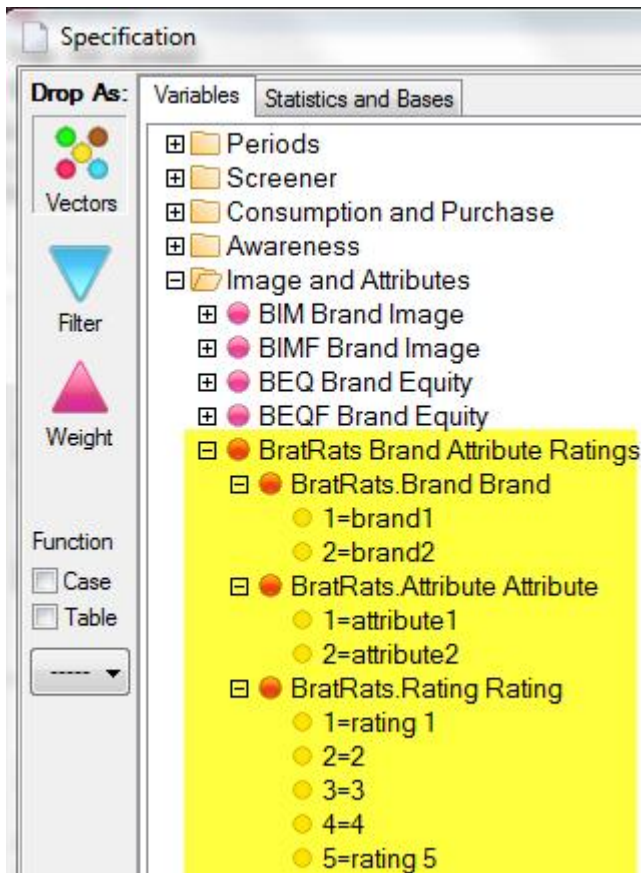 Specification
Drop As:
Vectors
Filter
Weight
Function
Case
Table
-----
Variables
Statistics and Bases
Periods
Screener
Consumption and Purchase
Awareness
Image and Attributes
BIM Brand Image
BIMF Brand Image
BEQ Brand Equity
BEQF Brand Equity
BratRats Brand Attribute Ratings
BratRats.Brand Brand
1=brand1
2=brand2
BratRats.Attribute Attribute
1=attribute1
2=attribute2
BratRats.Rating Rating
1=rating 1
2=2
3=3
4=4
5=rating 5